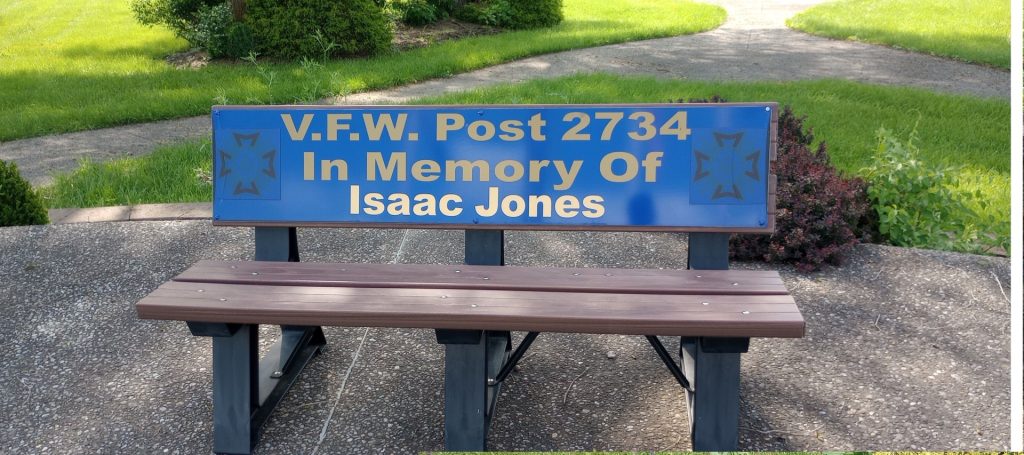 V.F.W. Post 2734
In Memory Of
Isaac Jones